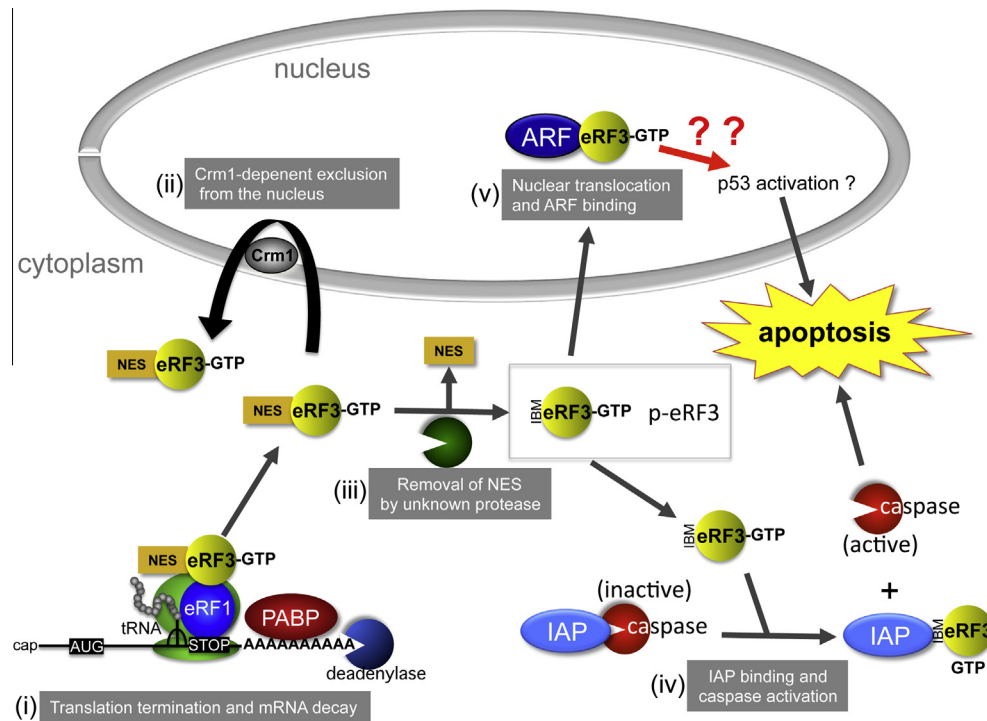 nucleus
cytoplasm
(ii)
Crm1-depenent exclusion
from the nucleus
Crm1
NES
eRF3-GTP
ARF
eRF3-GTP
? ?
(v)
Nuclear translocation
and ARF binding
p53 activation ?
apoptosis
NES
NES
eRF3-GTP
IBM
eRF3-GTP
p-eRF3
(iii)
Removal of NES
by unknown protease
IBM
eRF3-GTP
caspase
(active)
NES
eRF3-GTP
eRF1
tRNA
PABP
cap
AUG
STOP
AAAAAAAAAA
deadenylase
(inactive)
IAP
caspase
+
IAP
IBM
eRF3
GTP
(iv)
IAP binding and
caspase activation
(i)
Translation termination and mRNA decay